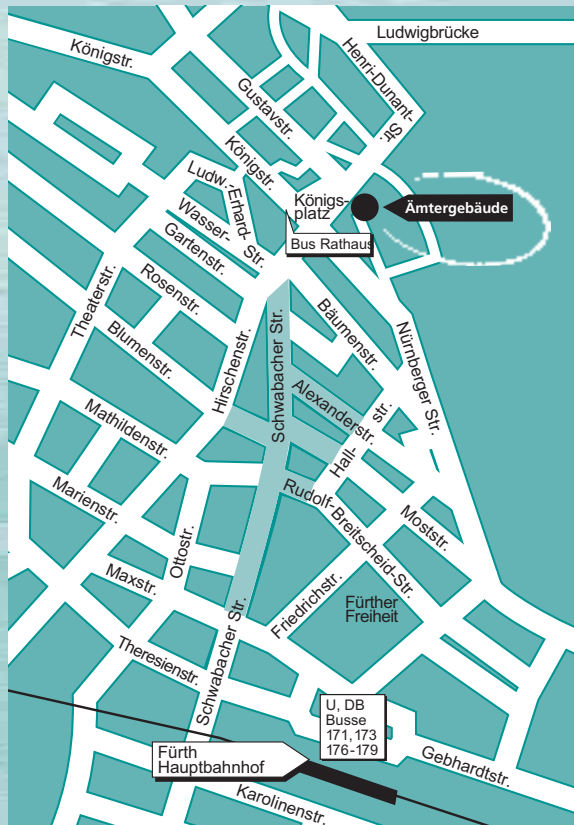 Ludwigbrücke
Königstr.
Henri-Dunant-
Str.
Gustavstr.
Königstr.
Ludw.-Erhard-
Str.
Königs-
platz
Ämtergebäude
Wasser-
Bus Rathaus
Gartenstr.
Rosenstr.
Theaterstr.
Blumenstr.
Bäumenstr.
Nürnberger Str.
Hirschenstr.
Schwabacher Str.
Alexanderstr.
Mathildenstr.
Hall-
str.
Marienstr.
Rudolf-Breitscheid-Str.
Moststr.
Ottostr.
Maxstr.
Friedrichstr.
Fürther
Freiheit
Theresienstr.
Schwabacher Str.
U, DB
Busse
171, 173
176-179
Fürth
Hauptbahnhof
Gebhardtstr.
Karolinenstr.